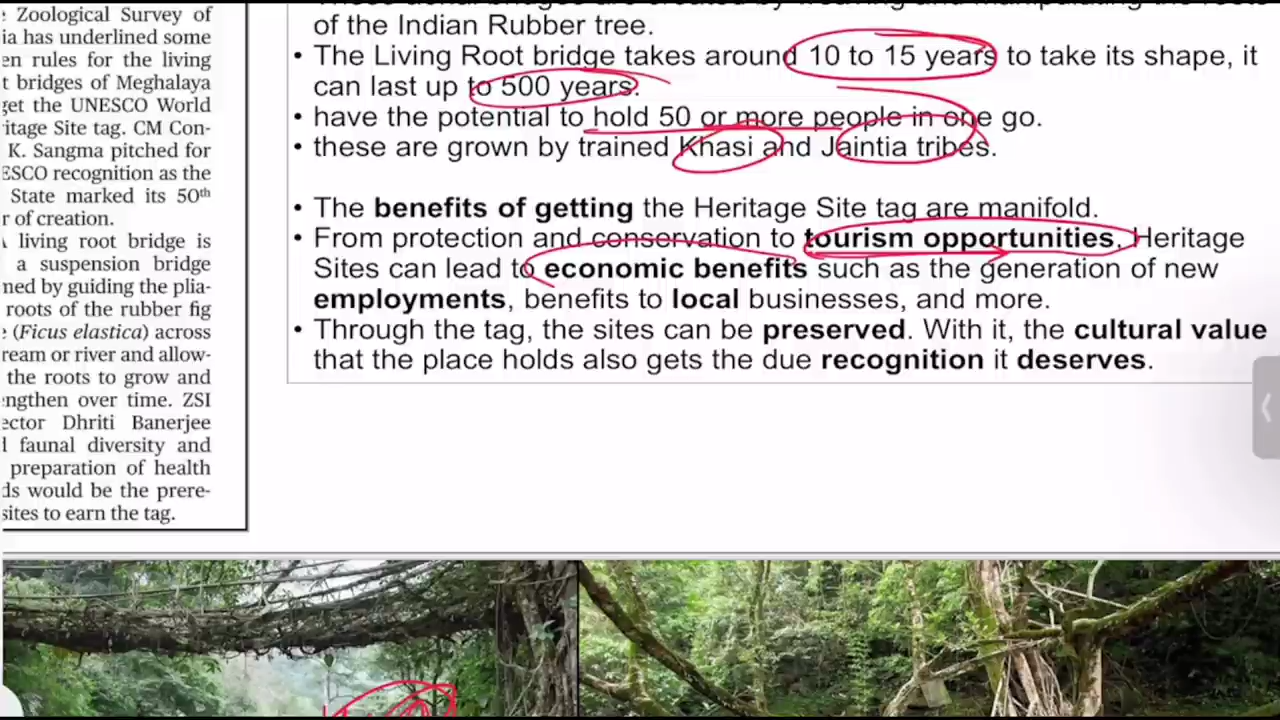 Zoological Survey of
ia has underlined some
en rules for the living
t bridges of Meghalaya
get the UNESCO World
ritage Site tag. CM Con-
K. Sangma pitched for
ESCO recognition as the
State marked its 50th
r of creation.
living root bridge is
a suspension bridge
med by guiding the plia-
roots of the rubber fig
(Ficus elastica) across
ream or river and allow-
the roots to grow and
engthen over time. ZSI
ector Dhriti Banerjee
l faunal diversity and
preparation of health
ds would be the prere-
sites to earn the tag.
of the Indian Rubber tree.
• The Living Root bridge takes around 10 to 15 years to take its shape, it
can last up to 500 years.
• have the potential to hold 50 or more people in one go.
• these are grown by trained Khasi and Jaintia tribes.
• The benefits of getting the Heritage Site tag are manifold.
• From protection and conservation to tourism opportunities, Heritage
Sites can lead to economic benefits such as the generation of new
employments, benefits to local businesses, and more.
• Through the tag, the sites can be preserved. With it, the cultural value
that the place holds also gets the due recognition it deserves.